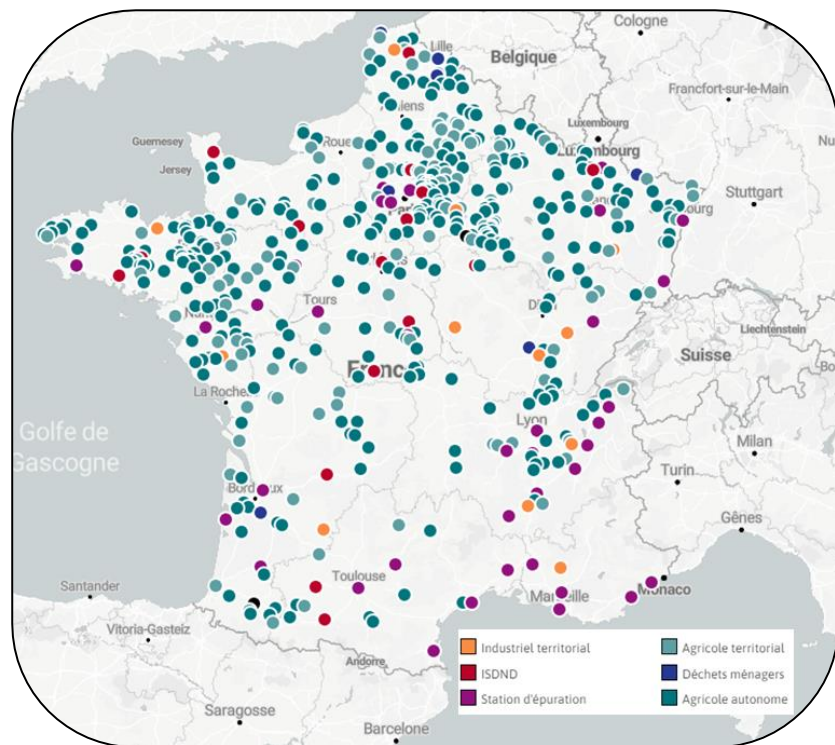 Cologne
Lille
Belgique
Francfort-sur-le-Main
Guernesey
Jersey
Luxembourg
Luxembourg
Stuttgart
Tours
Liechtenstein
Suisse
La Roche
Lyon
Golfe de
Gascogne
Milan
Turin
Gênes
Santander
Toulouse
Marseille
Monaco
Vitoria-Gasteiz
Andorre
Saragosse
Barcelone
Industriel territorial
ISDND
Station d'épuration
Agricole territorial
Déchets ménagers
Agricole autonome